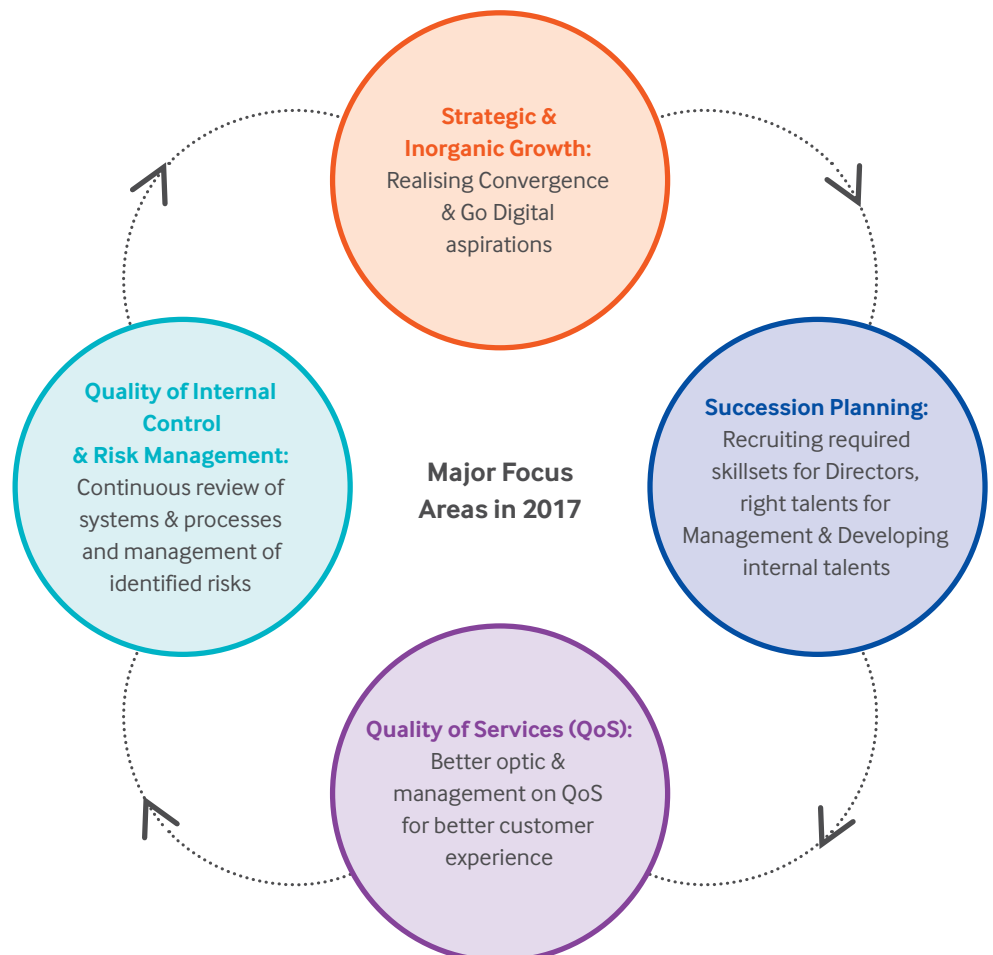 Strategic &
Inorganic Growth:
Realising Convergence
& Go Digital
aspirations
Quality of Internal
Control
& Risk Management:
Continuous review of
systems & processes
and management of
identified risks
Major Focus
Areas in 2017
Succession Planning:
Recruiting required
skillsets for Directors,
right talents for
Management & Developing
internal talents
Quality of Services (QoS):
Better optic &
management on QoS
for better customer
experience